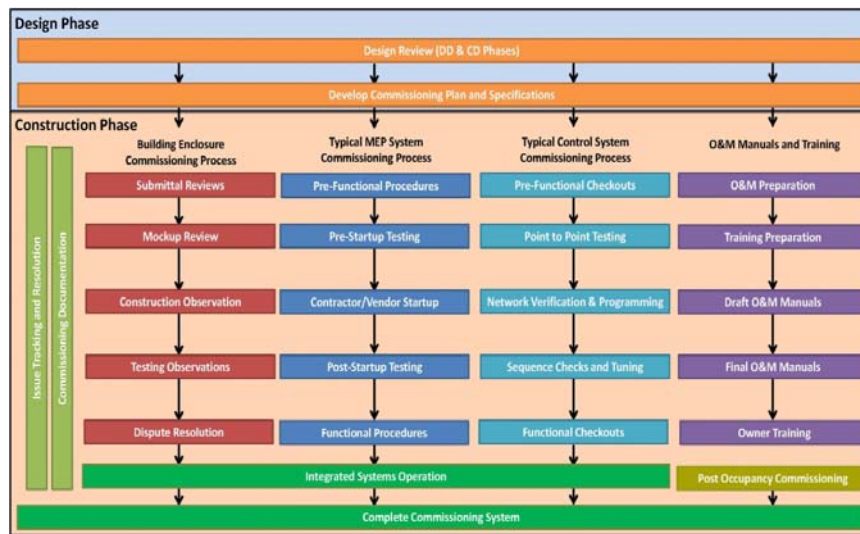 Design Phase
Design Review (DD & CD Phases)
Develop Commissioning Plan and Specifications
Construction Phase
Issue Tracking and Resolution
Commissioning Documentation
Building Enclosure
Commissioning Process
Submittal Reviews
Mockup Review
Construction Observation
Testing Observations
Dispute Resolution
Typical MEP System
Commissioning Process
Pre-Functional Procedures
Pre-Startup Testing
Contractor/Vendor Startup
Post-Startup Testing
Functional Procedures
Typical Control System
Commissioning Process
Pre-Functional Checkouts
Point to Point Testing
Network Verification & Programming
Sequence Checks and Tuning
Functional Checkouts
O&M Manuals and Training
O&M Preparation
Training Preparation
Draft O&M Manuals
Final O&M Manuals
Owner Training
Integrated Systems Operation
Post Occupancy Commissioning
Complete Commissioning System